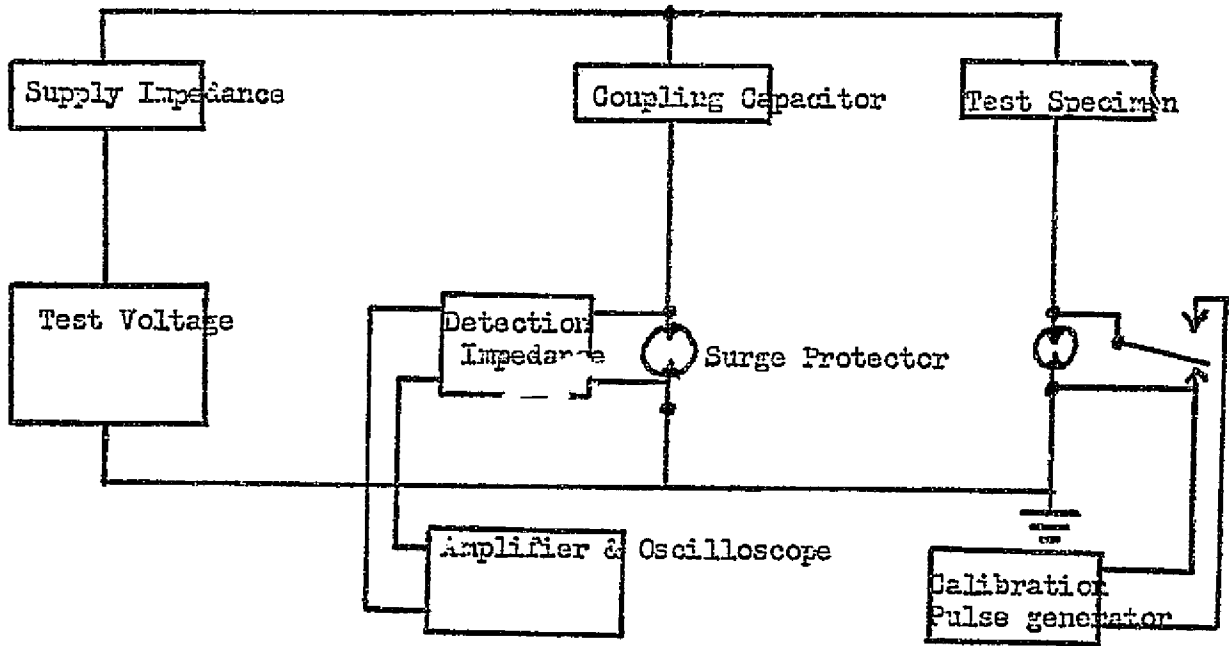 Supply Impedance
Coupling Capacitor
Test Specimen
Test Voltage
Detection
Impedance
Surge Protector
Amplifier & Oscilloscope
Calibration
Pulse generator